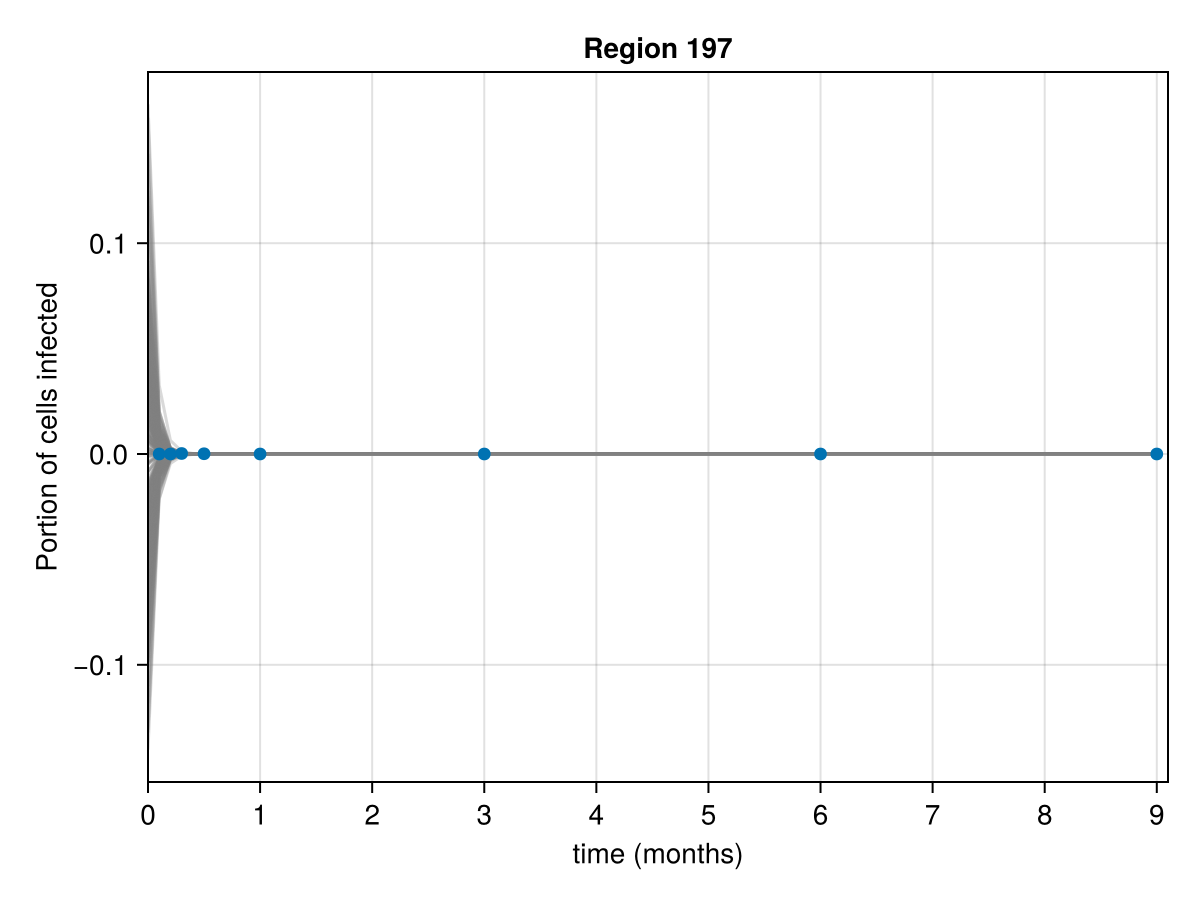 Region 197
Portion of cells infected
0.1
0.0
−0.1
0 1 2 3 4 5 6 7 8 9
time (months)